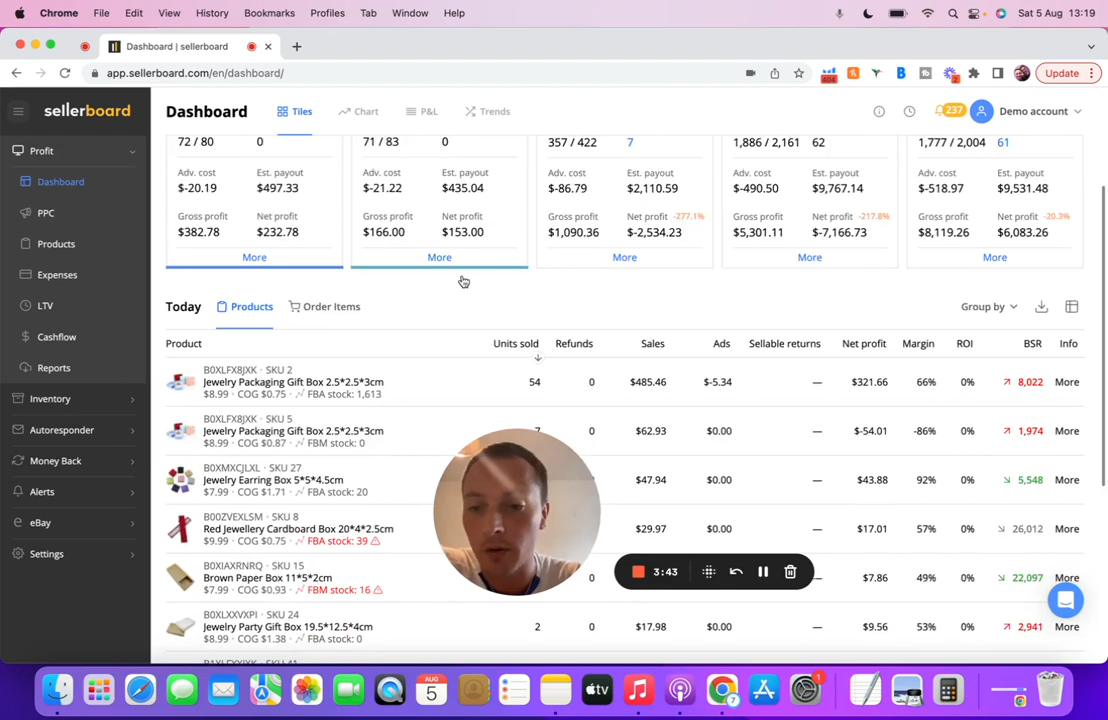 Chrome File Edit View History Bookmarks Profiles Tab Window Help Sat 5 Aug 13:19
Dashboard | sellerboard
app.sellerboard.com/en/dashboard/ 404 2 Update
sellerboard Dashboard Tiles Chart P&L Trends 237 Demo account
Profit
Dashboard
PPC
Products
Expenses
LTV
Cashflow
Reports
Inventory
Autoresponder
Money Back
Alerts
eBay
Settings
72 / 80 0 71 / 83 0 357 / 422 7 1,886 / 2,161 62 1,777 / 2,004 61
Adv. cost Est. payout Adv. cost Est. payout Adv. cost Est. payout Adv. cost Est. payout Adv. cost Est. payout
$-20.19 $497.33 $-21.22 $435.04 $-86.79 $2,110.59 $-490.50 $9,767.14 $-518.97 $9,531.48
Gross profit Net profit Gross profit Net profit Gross profit Net profit -277.1% Gross profit Net profit -217.8% Gross profit Net profit -20.3%
$382.78 $232.78 $166.00 $153.00 $1,090.36 $-2,534.23 $5,301.11 $-7,166.73 $8,119.26 $6,083.26
More More More More More
Today Products Order Items Group by
Product Units sold Refunds Sales Ads Sellable returns Net profit Margin ROI BSR Info
B0XLFX8JXK · SKU 2
Jewelry Packaging Gift Box 2.5*2.5*3cm 54 0 $485.46 $-5.34 — $321.66 66% 0% 8,022 More
$8.99 · COG $0.75 · FBA stock: 1,613
B0XLFX8JXK · SKU 5
Jewelry Packaging Gift Box 2.5*2.5*3cm 7 0 $62.93 $0.00 — $-54.01 -86% 0% 1,974 More
$8.99 · COG $0.87 · FBM stock: 0
B0XMXCJLXL · SKU 27
Jewelry Earring Box 5*5*4.5cm $47.94 $0.00 — $43.88 92% 0% 5,548 More
$7.99 · COG $1.71 · FBA stock: 20
B00ZVEXLSM · SKU 8
Red Jewellery Cardboard Box 20*4*2.5cm $29.97 $0.00 — $17.01 57% 0% 26,012 More
$9.99 · COG $0.75 · FBA stock: 39
B0XIAXRNRQ · SKU 15
Brown Paper Box 11*5*2cm 0 $7.86 49% 0% 22,097 More
$7.99 · COG $0.93 · FBM stock: 16
B0XLXXVXPI · SKU 24
Jewelry Party Gift Box 19.5*12.5*4cm 2 0 $17.98 $0.00 — $9.56 53% 0% 2,941 More
$8.99 · COG $1.38 · FBA stock: 0
3:43
AUG
5
tv
7
1